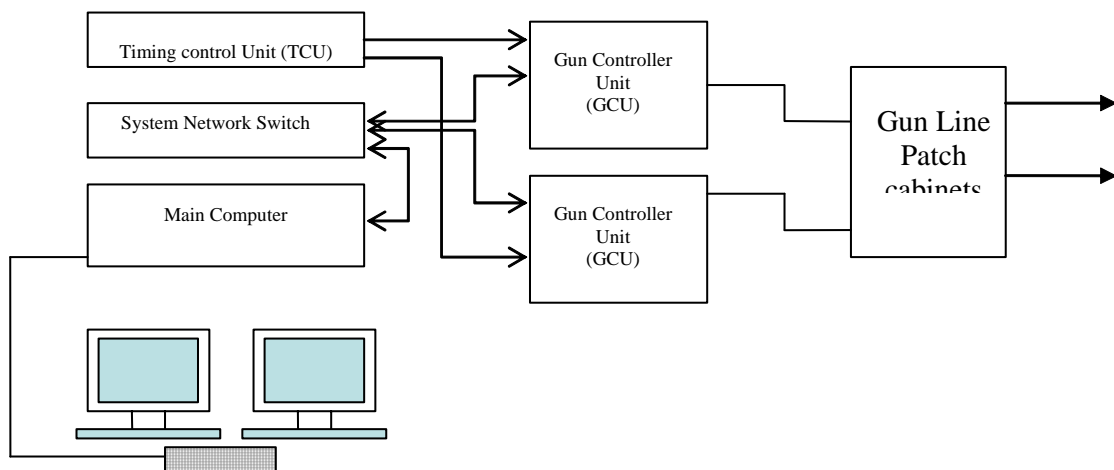 Timing control Unit (TCU)
System Network Switch
Main Computer
Gun Controller
Unit
(GCU)
Gun Controller
Unit
(GCU)
Gun Line
Patch
cabinets